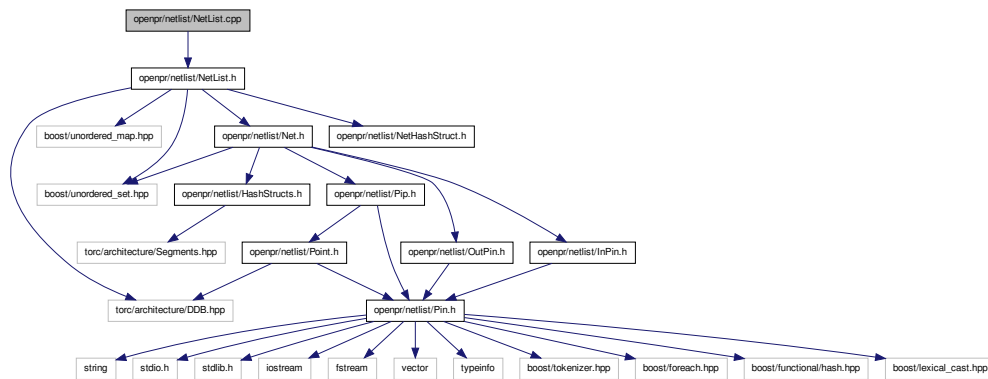 openpr/netlist/NetList.cpp
openpr/netlist/NetList.h
boost/unordered_map.hpp
openpr/netlist/Net.h
openpr/netlist/NetHashStruct.h
boost/unordered_set.hpp
openpr/netlist/HashStructs.h
openpr/netlist/Pip.h
torc/architecture/Segments.hpp
openpr/netlist/Point.h
openpr/netlist/OutPin.h
openpr/netlist/InPin.h
torc/architecture/DDB.hpp
openpr/netlist/Pin.h
string
stdio.h
stdlib.h
iostream
fstream
vector
typeinfo
boost/tokenizer.hpp
boost/foreach.hpp
boost/functional/hash.hpp
boost/lexical_cast.hpp